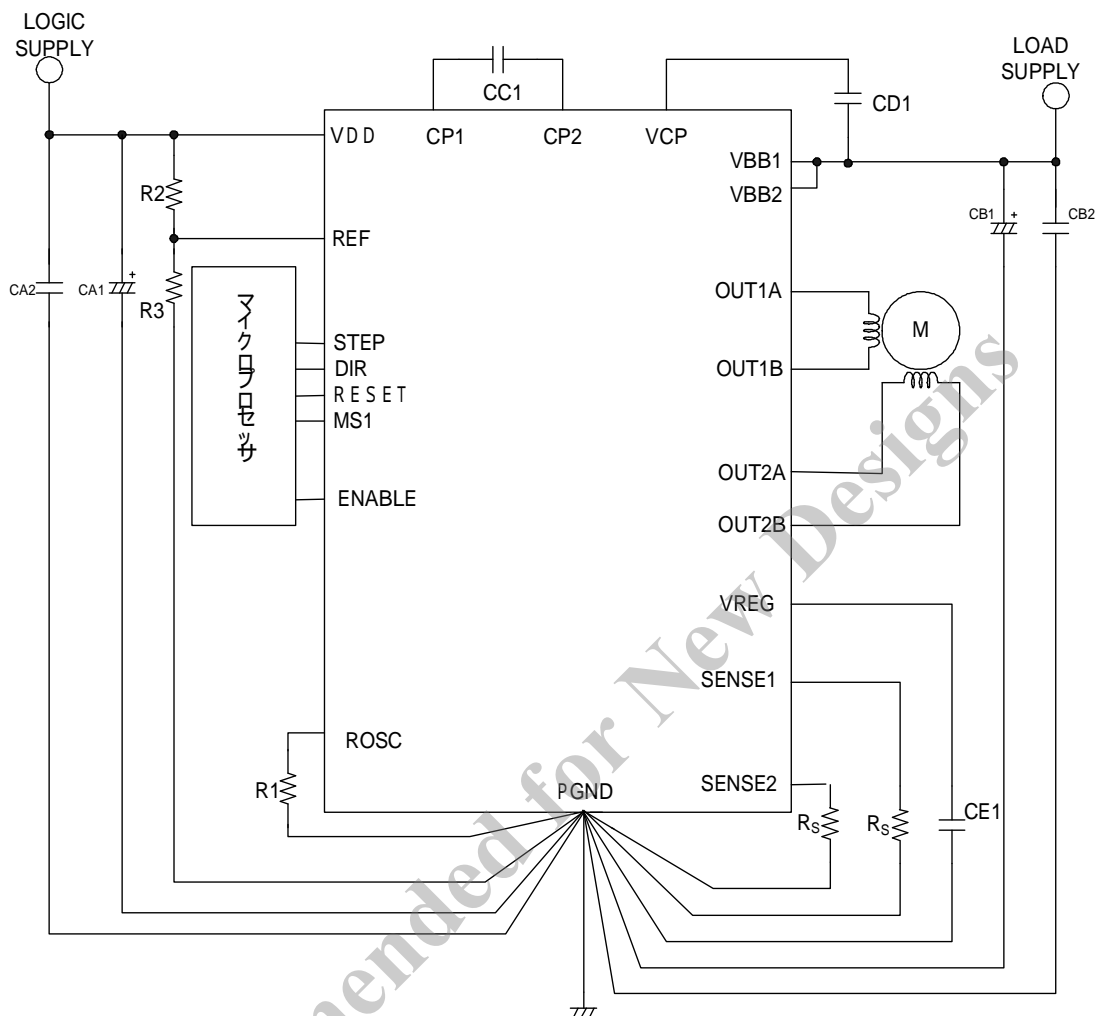 LOGIC
SUPPLY
LOAD
SUPPLY
CC1
CD1
VDD
CP1
CP2
VCP
VBB1
VBB2
R2
REF
CB1
+
CB2
CA2
CA1
+
R3
マイクロプロセッサ
OUT1A
M
STEP
DIR
OUT1B
RESET
MS1
OUT2A
ENABLE
OUT2B
VREG
SENSE1
ROSC
R1
PGND
SENSE2
RS
RS
CE1
mended for New Designs